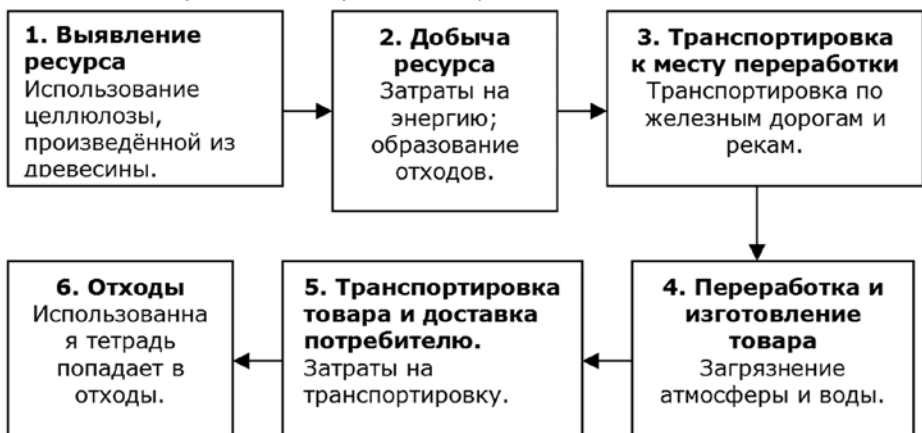 1. Выявление
ресурса
Использование
целлюлозы,
произведённой из
древесины.
2. Добыча
ресурса
Затраты на
энергию;
образование
отходов.
3. Транспортировка
к месту переработки
Транспортировка по
железным дорогам и
рекам.
4. Переработка и
изготовление
товара
Загрязнение
атмосферы и воды.
5. Транспортировка
товара и доставка
потребителю.
Затраты на
транспортировку.
6. Отходы
Использованна
я тетрадь
попадает в
отходы.